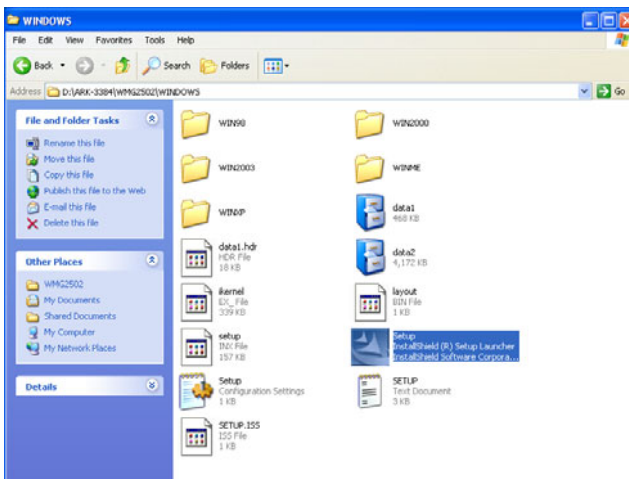 WINDOWS
File Edit View Favorites Tools Help
Back Search Folders
Address D:\ARK-3384\WMG2502\WINDOWS Go
File and Folder Tasks
Rename this file
Move this file
Copy this file
Publish this file to the Web
E-mail this file
Delete this file
Other Places
WMG2502
My Documents
Shared Documents
My Computer
My Network Places
Details
WIN98
WIN2000
WIN2003
WINME
WINXP
data1
468 KB
data1.hdr
HDR File
18 KB
data2
4,172 KB
ikernel
EX_ File
339 KB
layout
BIN File
1 KB
setup
INX File
157 KB
Setup
InstallShield (R) Setup Launcher
InstallShield Software Corpora...
Setup
Configuration Settings
1 KB
SETUP
Text Document
3 KB
SETUP.ISS
ISS File
1 KB